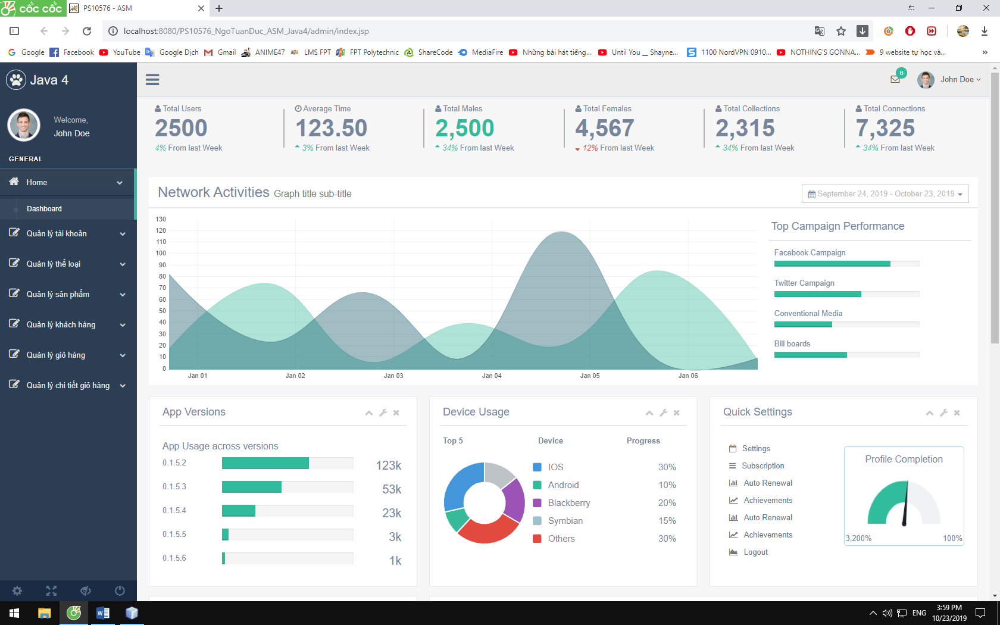 cốc cốc
PS10576 - ASM
localhost:8080/PS10576_NgoTuanDuc_ASM_Java4/admin/index.jsp
Google
Facebook
YouTube
Google Dịch
Gmail
ANIME47
LMS FPT
FPT Polytechnic
ShareCode
MediaFire
Những bài hát tiếng...
Until You __ Shayne...
1100 NordVPN 0910...
NOTHING'S GONNA...
9 website tự học và...
Java 4
Welcome,
John Doe
GENERAL
Home
Dashboard
Quản lý tài khoản
Quản lý thể loại
Quản lý sản phẩm
Quản lý khách hàng
Quản lý giỏ hàng
Quản lý chi tiết giỏ hàng
6
John Doe
Total Users
2500
4% From last Week
Average Time
123.50
3% From last Week
Total Males
2,500
34% From last Week
Total Females
4,567
12% From last Week
Total Collections
2,315
34% From last Week
Total Connections
7,325
34% From last Week
Network Activities Graph title sub-title
September 24, 2019 - October 23, 2019
130
120
110
100
90
80
70
60
50
40
30
20
10
0
Jan 01
Jan 02
Jan 03
Jan 04
Jan 05
Jan 06
Top Campaign Performance
Facebook Campaign
Twitter Campaign
Conventional Media
Bill boards
App Versions
App Usage across versions
0.1.5.2 123k
0.1.5.3 53k
0.1.5.4 23k
0.1.5.5 3k
0.1.5.6 1k
Device Usage
Top 5 Device Progress
IOS 30%
Android 10%
Blackberry 20%
Symbian 15%
Others 30%
Quick Settings
Settings
Subscription
Auto Renewal
Achievements
Auto Renewal
Achievements
Logout
Profile Completion
3,200% 100%
ENG
3:59 PM
10/23/2019